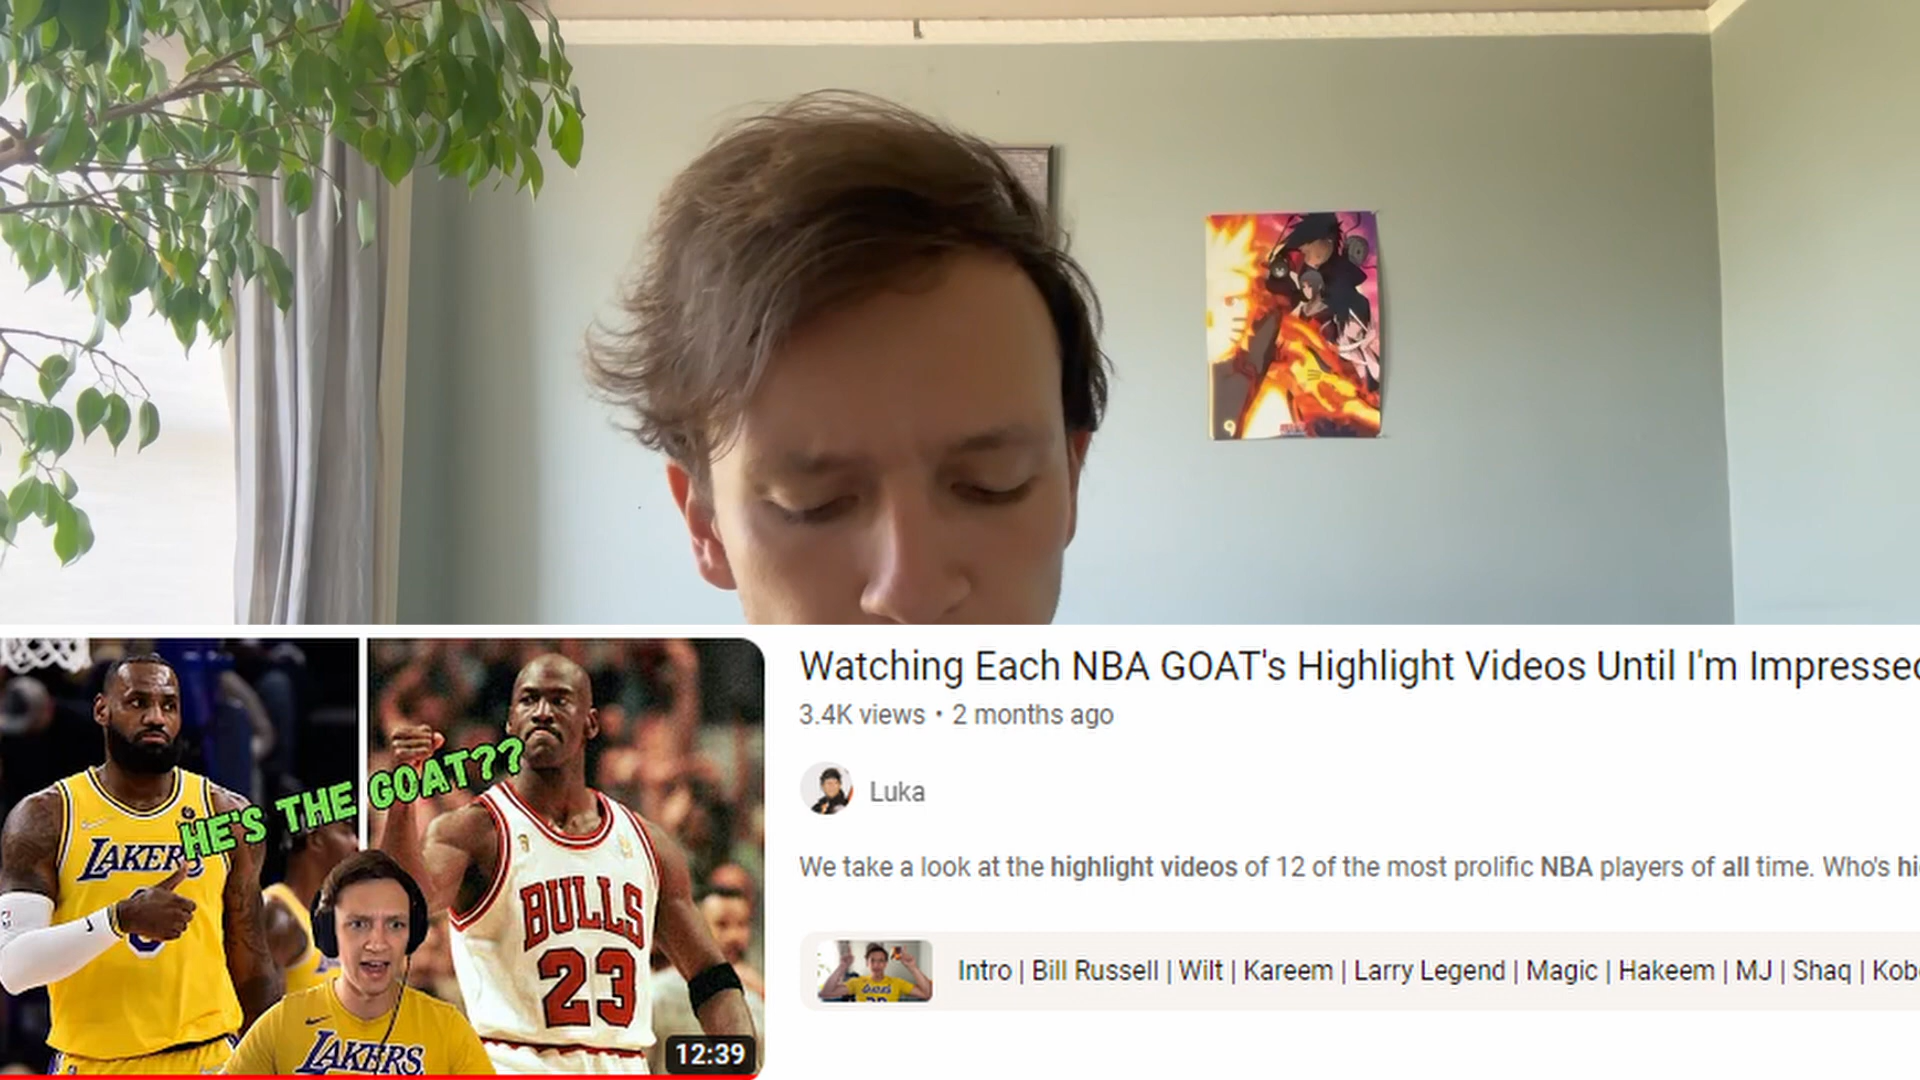 HE'S THE GOAT??
LAKERS
BULLS
23
LAKERS
12:39
Watching Each NBA GOAT's Highlight Videos Until I'm Impressed
3.4K views • 2 months ago
Luka
We take a look at the highlight videos of 12 of the most prolific NBA players of all time. Who's hi
Intro | Bill Russell | Wilt | Kareem | Larry Legend | Magic | Hakeem | MJ | Shaq | Kob
9